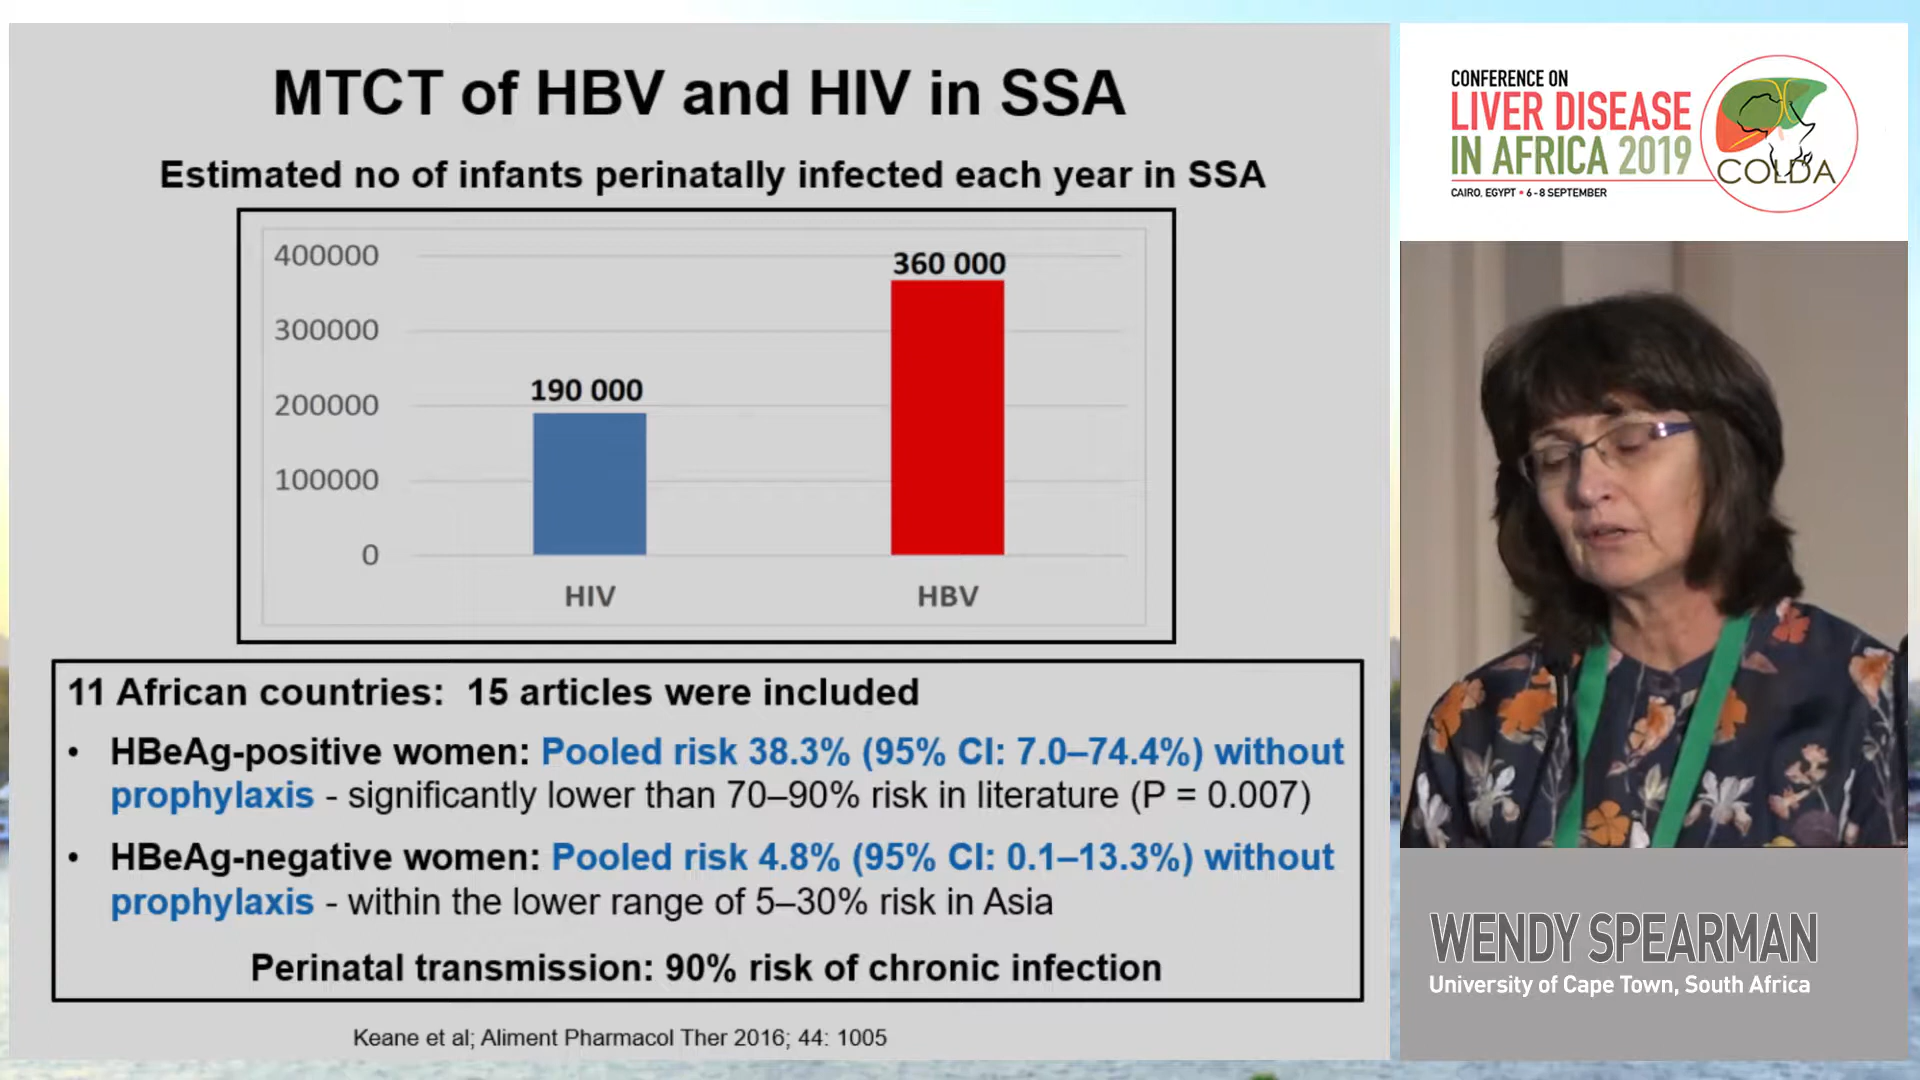 MTCT of HBV and HIV in SSA
Estimated no of infants perinatally infected each year in SSA
400000
300000
200000
100000
0
190 000
360 000
HIV
HBV
11 African countries: 15 articles were included
• HBeAg-positive women: Pooled risk 38.3% (95% CI: 7.0–74.4%) without
prophylaxis - significantly lower than 70–90% risk in literature (P = 0.007)
• HBeAg-negative women: Pooled risk 4.8% (95% CI: 0.1–13.3%) without
prophylaxis - within the lower range of 5–30% risk in Asia
Perinatal transmission: 90% risk of chronic infection
Keane et al; Aliment Pharmacol Ther 2016; 44: 1005
CONFERENCE ON
LIVER DISEASE
IN AFRICA 2019
CAIRO, EGYPT • 6 - 8 SEPTEMBER
COLDA
WENDY SPEARMAN
University of Cape Town, South Africa